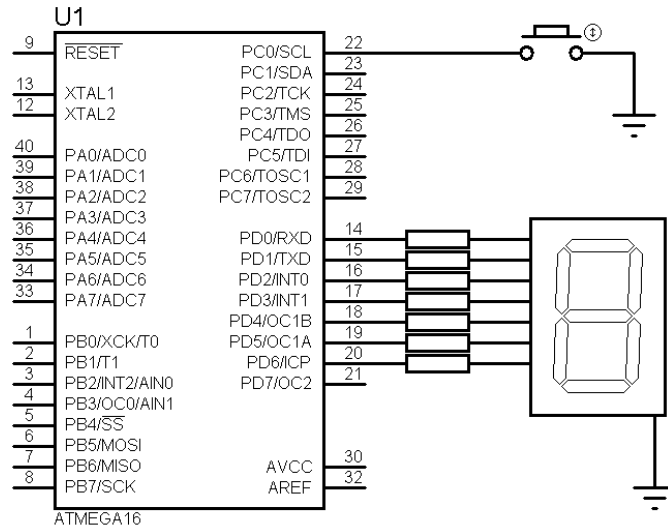 U1
9 RESET PC0/SCL 22
PC1/SDA 23
13 XTAL1 PC2/TCK 24
12 XTAL2 PC3/TMS 25
PC4/TDO 26
40 PA0/ADC0 PC5/TDI 27
39 PA1/ADC1 PC6/TOSC1 28
38 PA2/ADC2 PC7/TOSC2 29
37 PA3/ADC3
36 PA4/ADC4 PD0/RXD 14
35 PA5/ADC5 PD1/TXD 15
34 PA6/ADC6 PD2/INT0 16
33 PA7/ADC7 PD3/INT1 17
PD4/OC1B 18
1 PB0/XCK/T0 PD5/OC1A 19
2 PB1/T1 PD6/ICP 20
3 PB2/INT2/AIN0 PD7/OC2 21
4 PB3/OC0/AIN1
5 PB4/SS
6 PB5/MOSI
7 PB6/MISO AVCC 30
8 PB7/SCK AREF 32
ATMEGA16